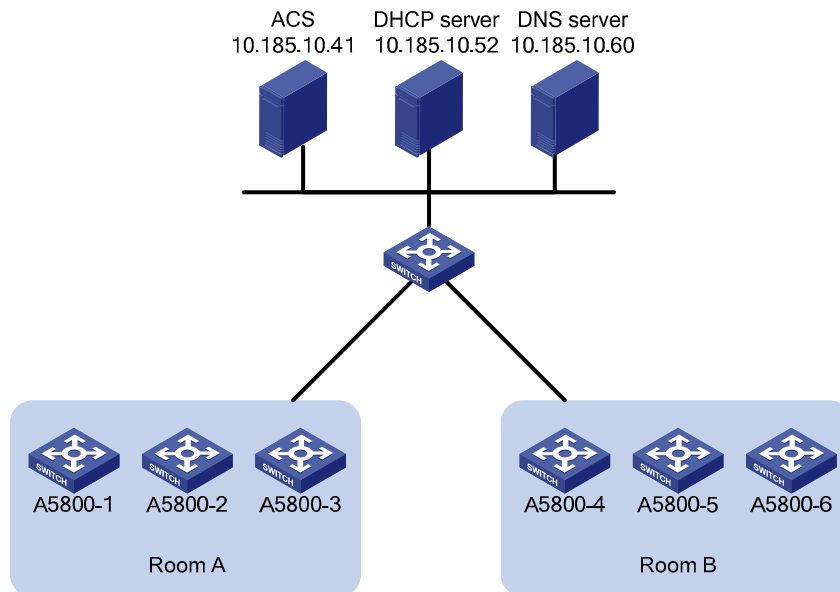 ACS
10.185.10.41
DHCP server
10.185.10.52
DNS server
10.185.10.60
SWITCH
SWITCH
SWITCH
SWITCH
SWITCH
SWITCH
SWITCH
A5800-1
A5800-2
A5800-3
A5800-4
A5800-5
A5800-6
Room A
Room B